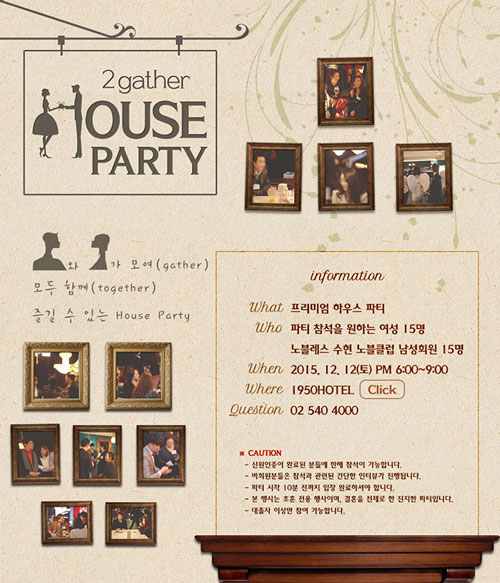 2gather
HOUSE
PARTY
와 가 모여(gather)
모두 함께(together)
즐길 수 있는 House Party
information
What 프리미엄 하우스 파티
Who 파티 참석을 원하는 여성 15명
노블레스 수현 노블클럽 남성회원 15명
When 2015. 12. 12(토) PM 6:00~9:00
Where 1950HOTEL Click
Question 02 540 4000
CAUTION
- 신원인증이 완료된 분들에 한해 참석이 가능합니다.
- 비회원분들은 참석과 관련된 간단한 인터뷰가 진행됩니다.
- 파티 시작 10분 전까지 입장 완료하셔야 합니다.
- 본 행사는 초혼 전용 행사이며, 결혼을 전제로 한 진지한 파티입니다.
- 대졸자 이상만 참여 가능합니다.